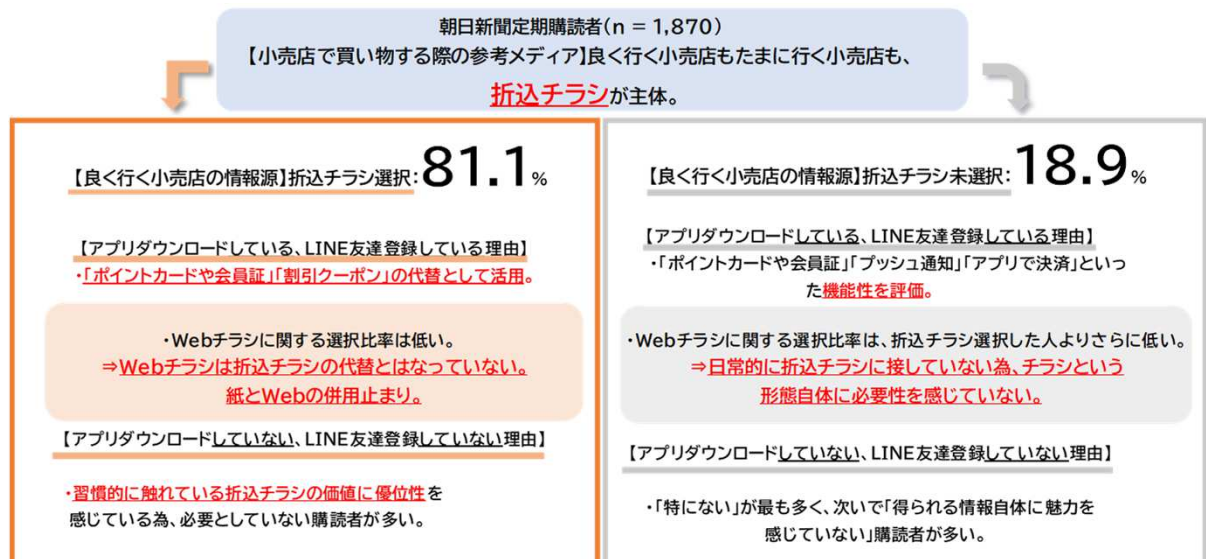 朝日新聞定期購読者(n = 1,870)
【小売店で買い物する際の参考メディア】良く行く小売店もたまに行く小売店も、
折込チラシが主体。
【良く行く小売店の情報源】折込チラシ選択:81.1%
【アプリダウンロードしている、LINE友達登録している理由】
・「ポイントカードや会員証」「割引クーポン」の代替として活用。
・Webチラシに関する選択比率は低い。
⇒Webチラシは折込チラシの代替とはなっていない。
紙とWebの併用止まり。
【アプリダウンロードしていない、LINE友達登録していない理由】
・習慣的に触れている折込チラシの価値に優位性を
感じている為、必要としていない購読者が多い。
【良く行く小売店の情報源】折込チラシ未選択:18.9%
【アプリダウンロードしている、LINE友達登録している理由】
・「ポイントカードや会員証」「プッシュ通知」「アプリで決済」といっ
た機能性を評価。
・Webチラシに関する選択比率は、折込チラシ選択した人よりさらに低い。
⇒日常的に折込チラシに接していない為、チラシという
形態自体に必要性を感じていない。
【アプリダウンロードしていない、LINE友達登録していない理由】
・「特にない」が最も多く、次いで「得られる情報自体に魅力を
感じていない」購読者が多い。